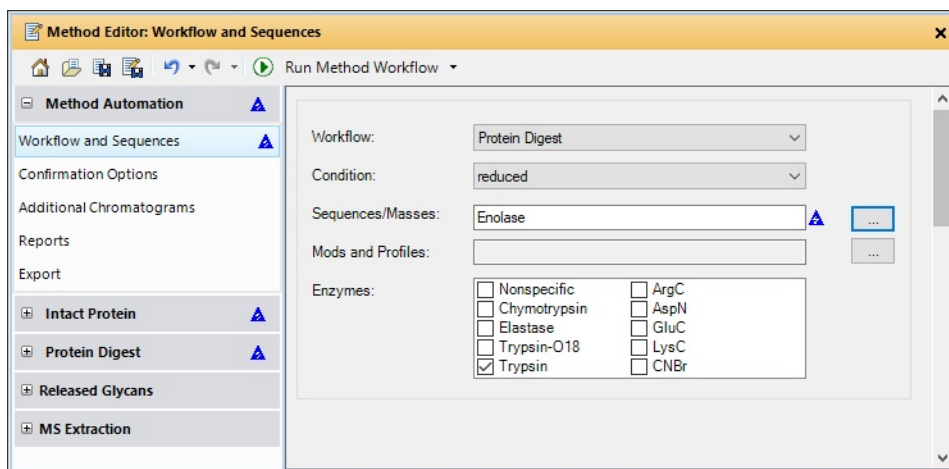 Method Editor: Workflow and Sequences
Run Method Workflow
Method Automation
Workflow and Sequences
Confirmation Options
Additional Chromatograms
Reports
Export
Intact Protein
Protein Digest
Released Glycans
MS Extraction
Workflow: Protein Digest
Condition: reduced
Sequences/Masses: Enolase ...
Mods and Profiles: ...
Enzymes:
Nonspecific ArgC
Chymotrypsin AspN
Elastase GluC
Trypsin-O18 LysC
Trypsin CNBr